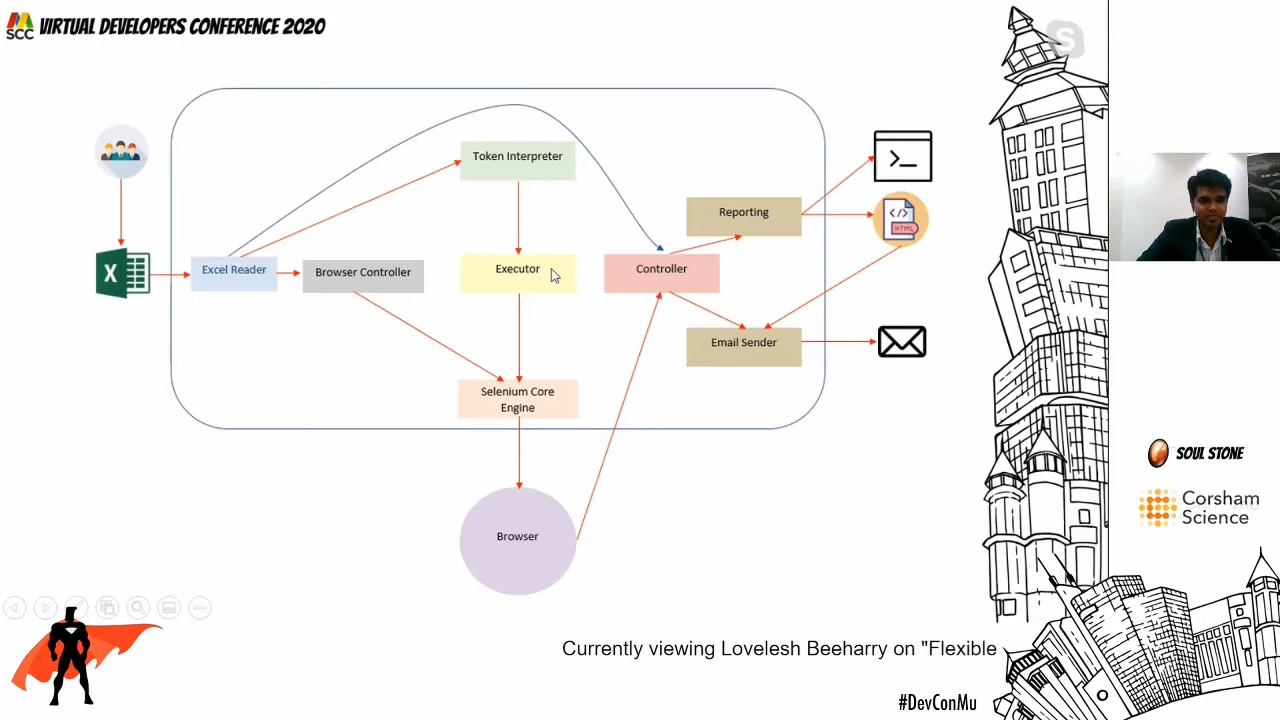 SCC VIRTUAL DEVELOPERS CONFERENCE 2020
Token Interpreter
Reporting
HTML
Excel Reader
Browser Controller
Executor
Controller
Email Sender
Selenium Core
Engine
Browser
X
S
SOUL STONE
Corsham
Science
Currently viewing Lovelesh Beeharry on "Flexible
#DevConMu